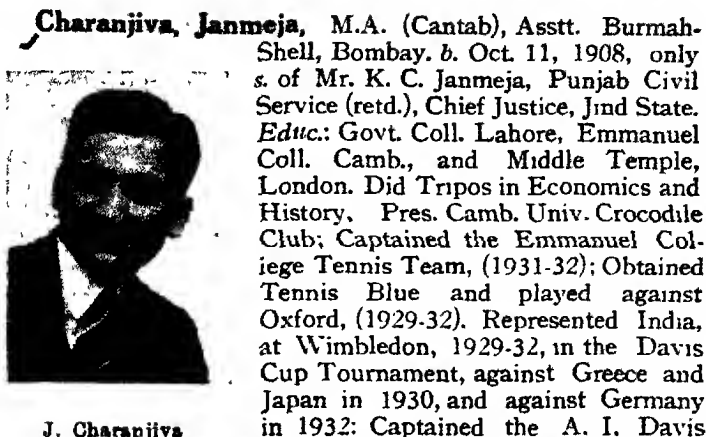 Charanjiva, Janmeja, M.A. (Cantab), Asstt. Burmah-
Shell, Bombay. b. Oct. 11, 1908, only
s. of Mr. K. C. Janmeja, Punjab Civil
Service (retd.), Chief Justice, Jind State.
Educ.: Govt. Coll. Lahore, Emmanuel
Coll. Camb., and Middle Temple,
London. Did Tripos in Economics and
History. Pres. Camb. Univ. Crocodile
Club; Captained the Emmanuel Col-
lege Tennis Team, (1931-32); Obtained
Tennis Blue and played against
Oxford, (1929-32). Represented India,
at Wimbledon, 1929-32, in the Davis
Cup Tournament, against Greece and
Japan in 1930, and against Germany
in 1932: Captained the A. I. Davis
J. Charanjiva